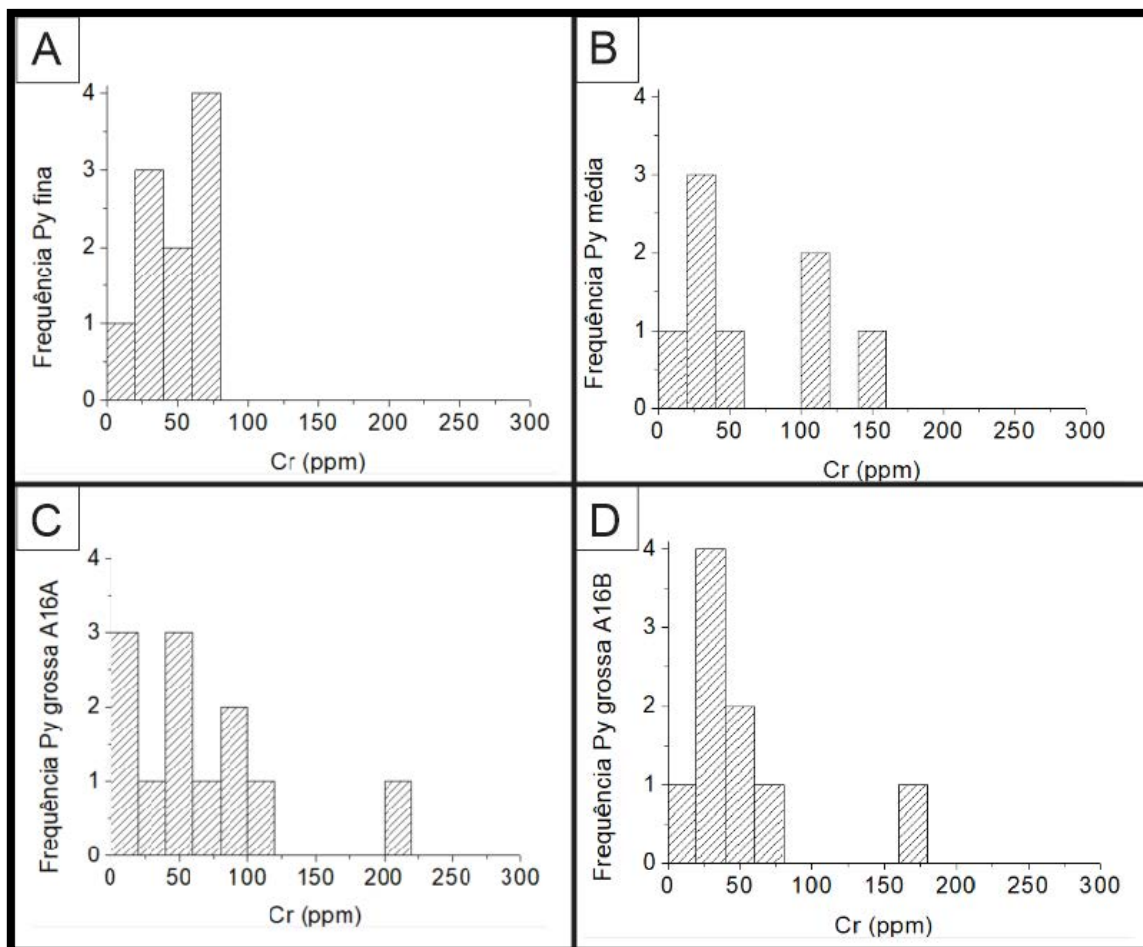 A
Frequência Py fina
4
3
2
1
0
0 50 100 150 200 250 300
Cr (ppm)
B
Frequência Py média
4
3
2
1
0
0 50 100 150 200 250 300
Cr (ppm)
C
Frequência Py grossa A16A
4
3
2
1
0
0 50 100 150 200 250 300
Cr (ppm)
D
Frequência Py grossa A16B
4
3
2
1
0
0 50 100 150 200 250 300
Cr (ppm)